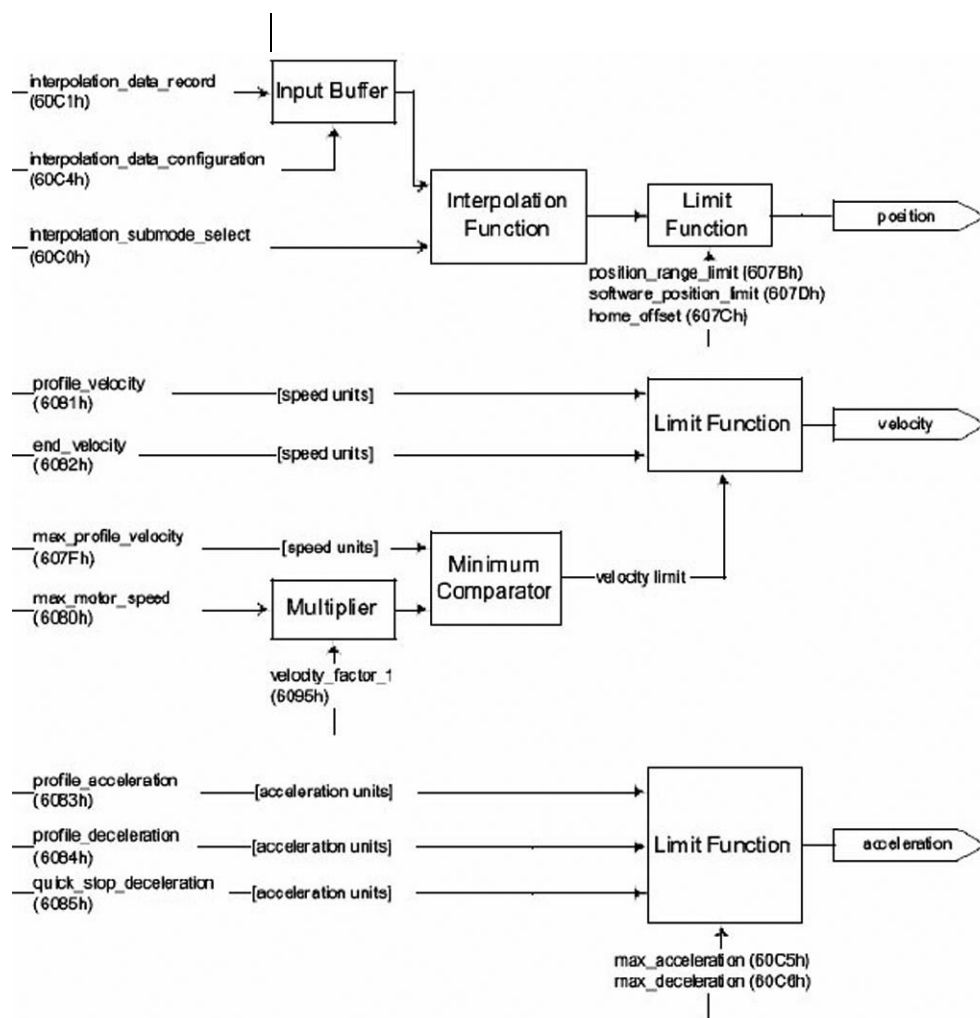 interpolation_data_record
(60C1h)
Input Buffer
interpolation_data_configuration
(60C4h)
interpolation_submode_select
(60C0h)
Interpolation
Function
Limit
Function
position
position_range_limit (607Bh)
software_position_limit (607Dh)
home_offset (607Ch)
profile_velocity
(6081h)
[speed units]
end_velocity
(6082h)
[speed units]
Limit Function
velocity
max_profile_velocity
(607Fh)
[speed units]
max_motor_speed
(6080h)
Multiplier
Minimum
Comparator
velocity limit
velocity_factor_1
(6095h)
profile_acceleration
(6083h)
[acceleration units]
profile_deceleration
(6084h)
[acceleration units]
quick_stop_deceleration
(6085h)
[acceleration units]
Limit Function
acceleration
max_acceleration (60C5h)
max_deceleration (60C6h)